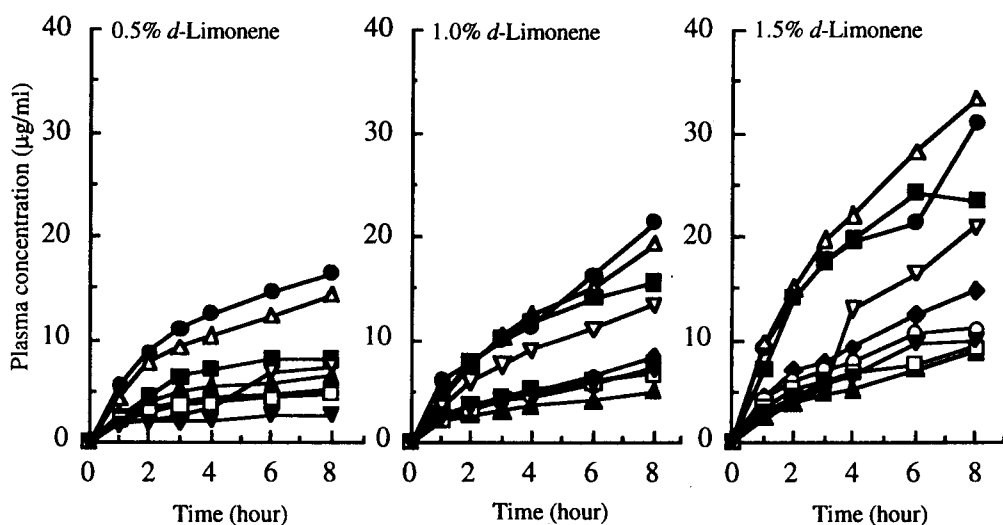 40 0.5% d-Limonene 40 1.0% d-Limonene 40 1.5% d-Limonene
Plasma concentration (μg/ml)
30 30 30
20 20 20
10 10 10
0 0 0
0 2 4 6 8 0 2 4 6 8 0 2 4 6 8
Time (hour) Time (hour) Time (hour)